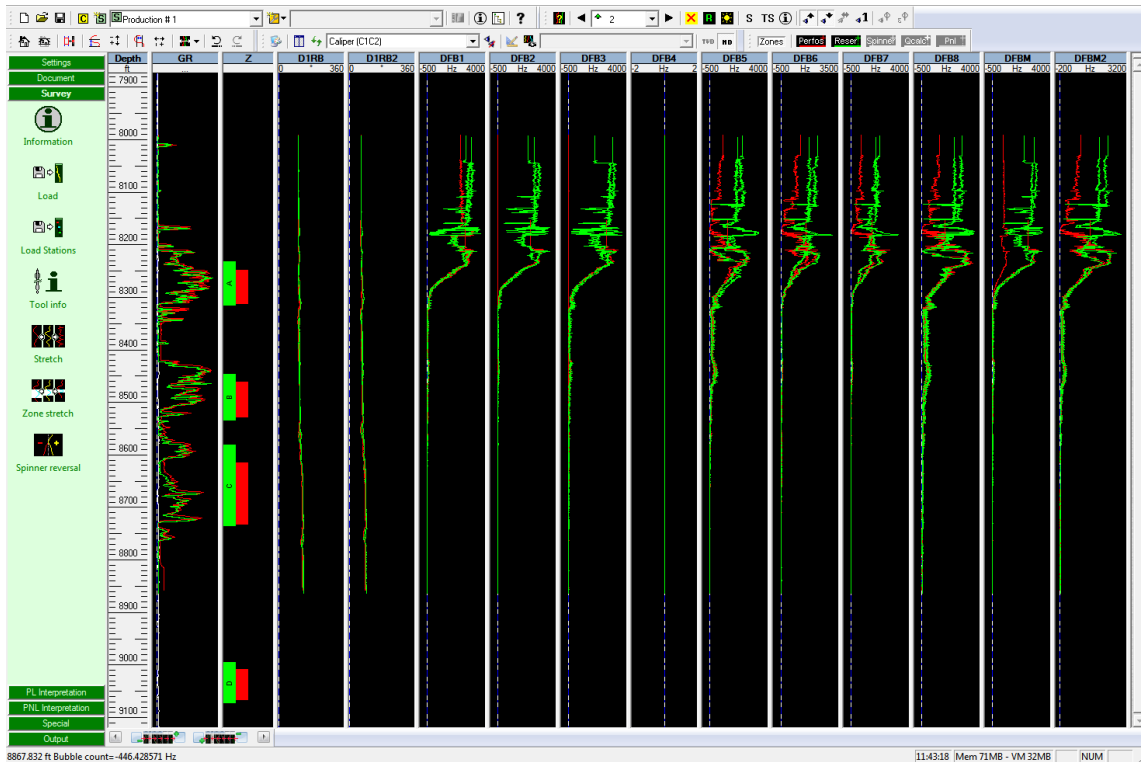 Production # 1
2
S TS
1
Caliper (C1C2)
TVD MD
Zones Perfos Reser Spinner Qcalc Pnl
Settings
Document
Survey
Information
Load
Load Stations
Tool info
Stretch
Zone stretch
Spinner reversal
PL Interpretation
PNL Interpretation
Special
Output
Depth GR Z D1RB D1RB2 DFB1 DFB2 DFB3 DFB4 DFB5 DFB6 DFB7 DFB8 DFBM DFBM2
ft ... 0 ° 360 0 ° 360 -500 Hz 4000 -500 Hz 4000 -500 Hz 4000 -2 Hz 2 -500 Hz 4000 -500 Hz 3500 -500 Hz 4000 -500 Hz 4000 -500 Hz 4000 -200 Hz 3200
7900
8000
8100
8200
A
8300
8400
B
8500
8600
C
8700
8800
8900
9000
D
9100
8867.832 ft Bubble count=-446.428571 Hz 11:43:18 Mem 71MB - VM 32MB NUM